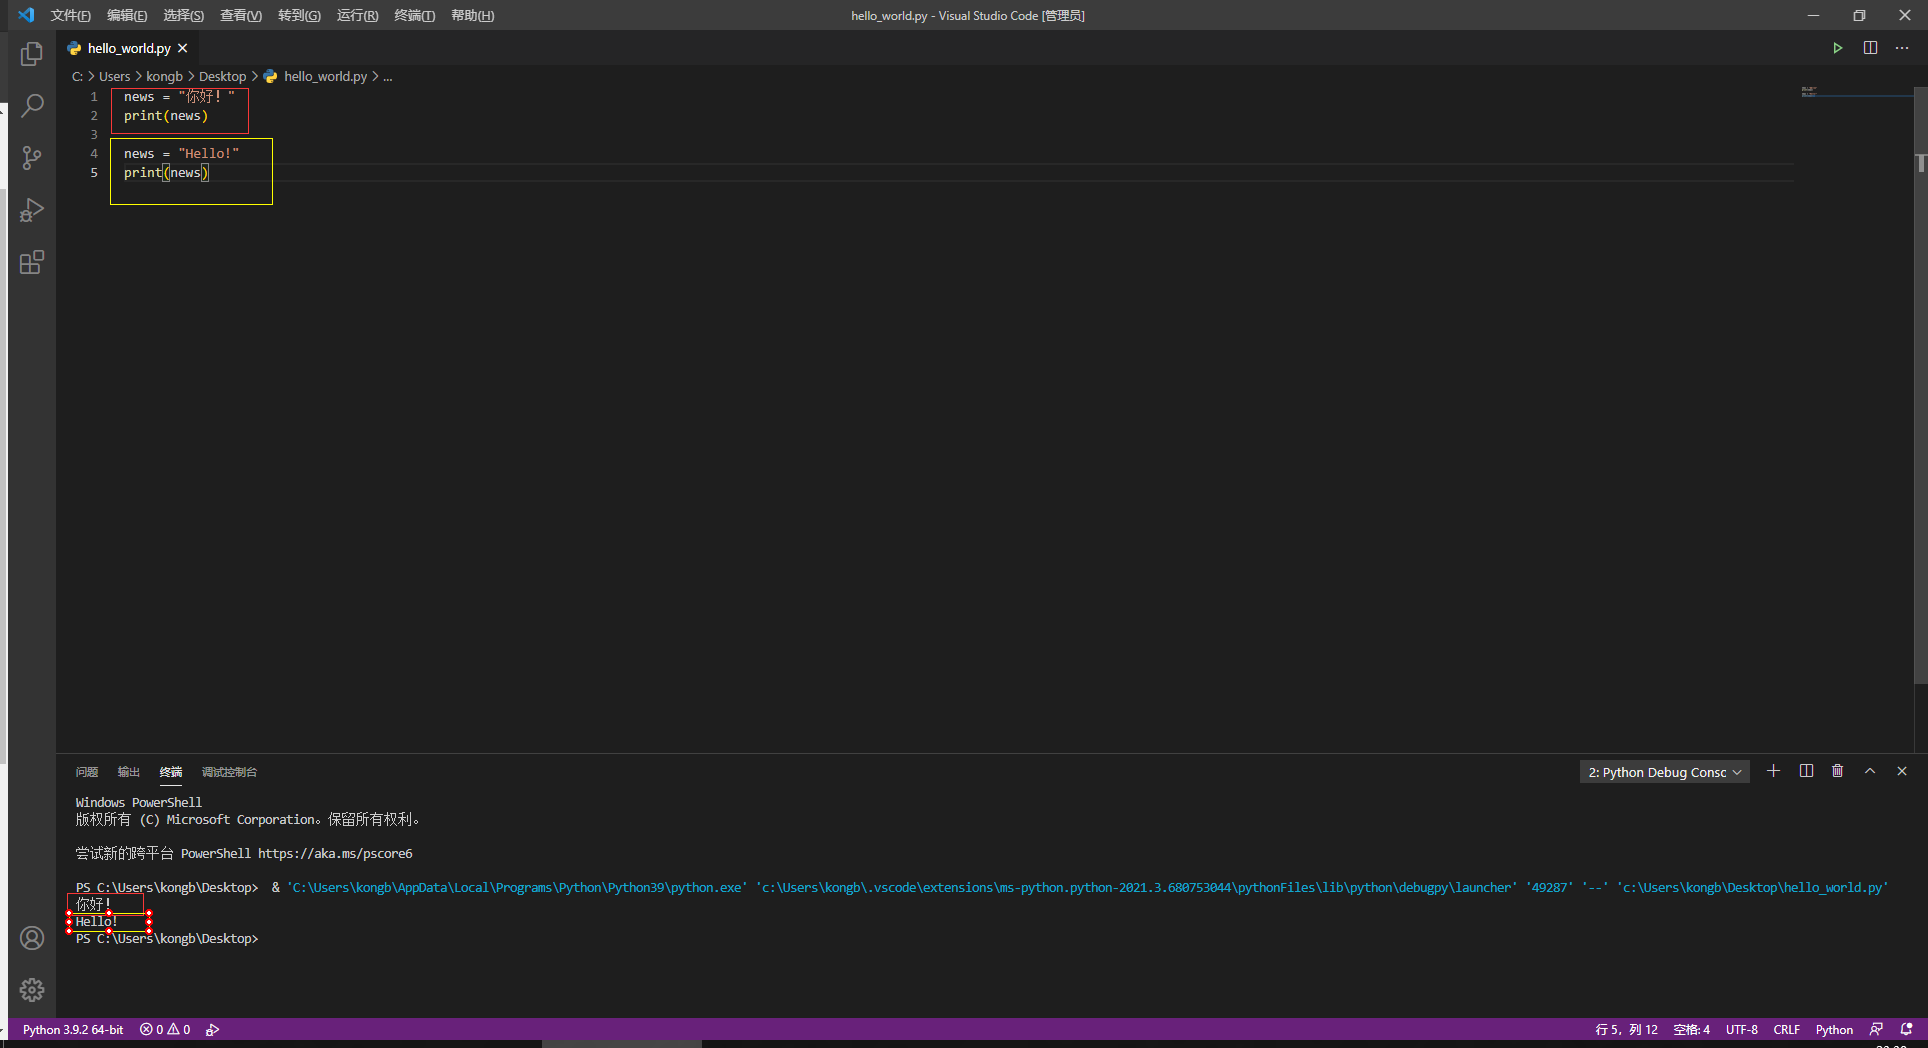 文件(F) 编辑(E) 选择(S) 查看(V) 转到(G) 运行(R) 终端(T) 帮助(H) hello_world.py - Visual Studio Code [管理员]
hello_world.py
C: > Users > kongb > Desktop > hello_world.py > ...
1 news = "你好！"
2 print(news)
3
4 news = "Hello!"
5 print(news)
问题 输出 终端 调试控制台 2: Python Debug Consc
Windows PowerShell
版权所有 (C) Microsoft Corporation。保留所有权利。
尝试新的跨平台 PowerShell https://aka.ms/pscore6
PS C:\Users\kongb\Desktop> & 'C:\Users\kongb\AppData\Local\Programs\Python\Python39\python.exe' 'c:\Users\kongb\.vscode\extensions\ms-python.python-2021.3.680753044\pythonFiles\lib\python\debugpy\launcher' '49287' '--' 'c:\Users\kongb\Desktop\hello_world.py'
你好！
Hello!
PS C:\Users\kongb\Desktop>
Python 3.9.2 64-bit 0 0 行 5，列 12 空格: 4 UTF-8 CRLF Python